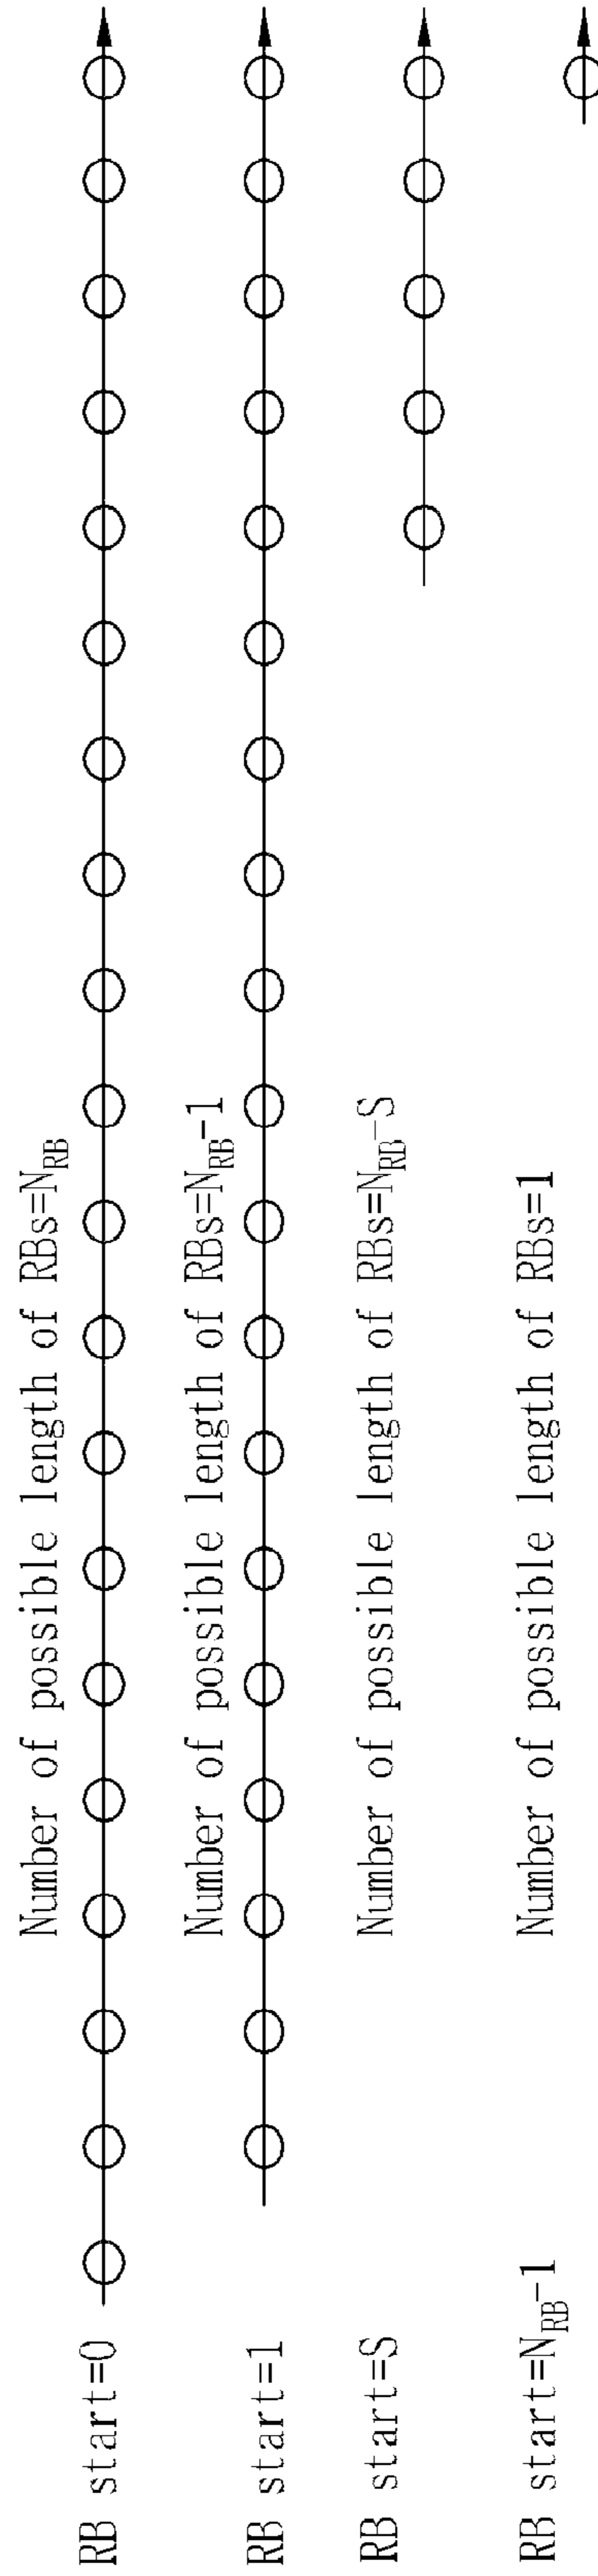 Number of possible length of RBs=N_RB
RB start=0
Number of possible length of RBs=N_RB-1
RB start=1
Number of possible length of RBs=N_RB-S
RB start=S
Number of possible length of RBs=1
RB start=N_RB-1